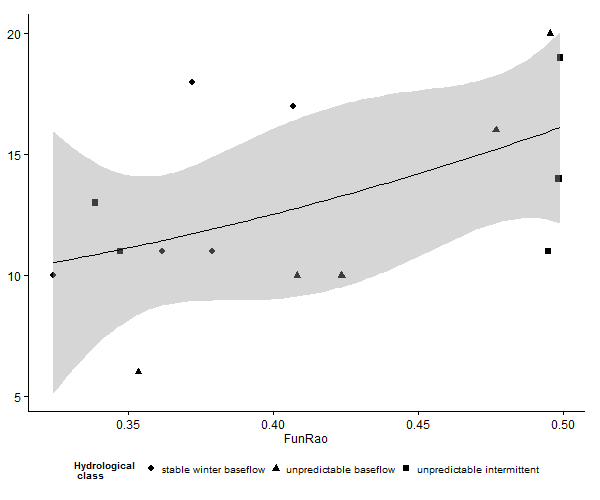 20
15
10
5
0.35 0.40 0.45 0.50
FunRao
Hydrological
class
stable winter baseflow unpredictable baseflow unpredictable intermittent